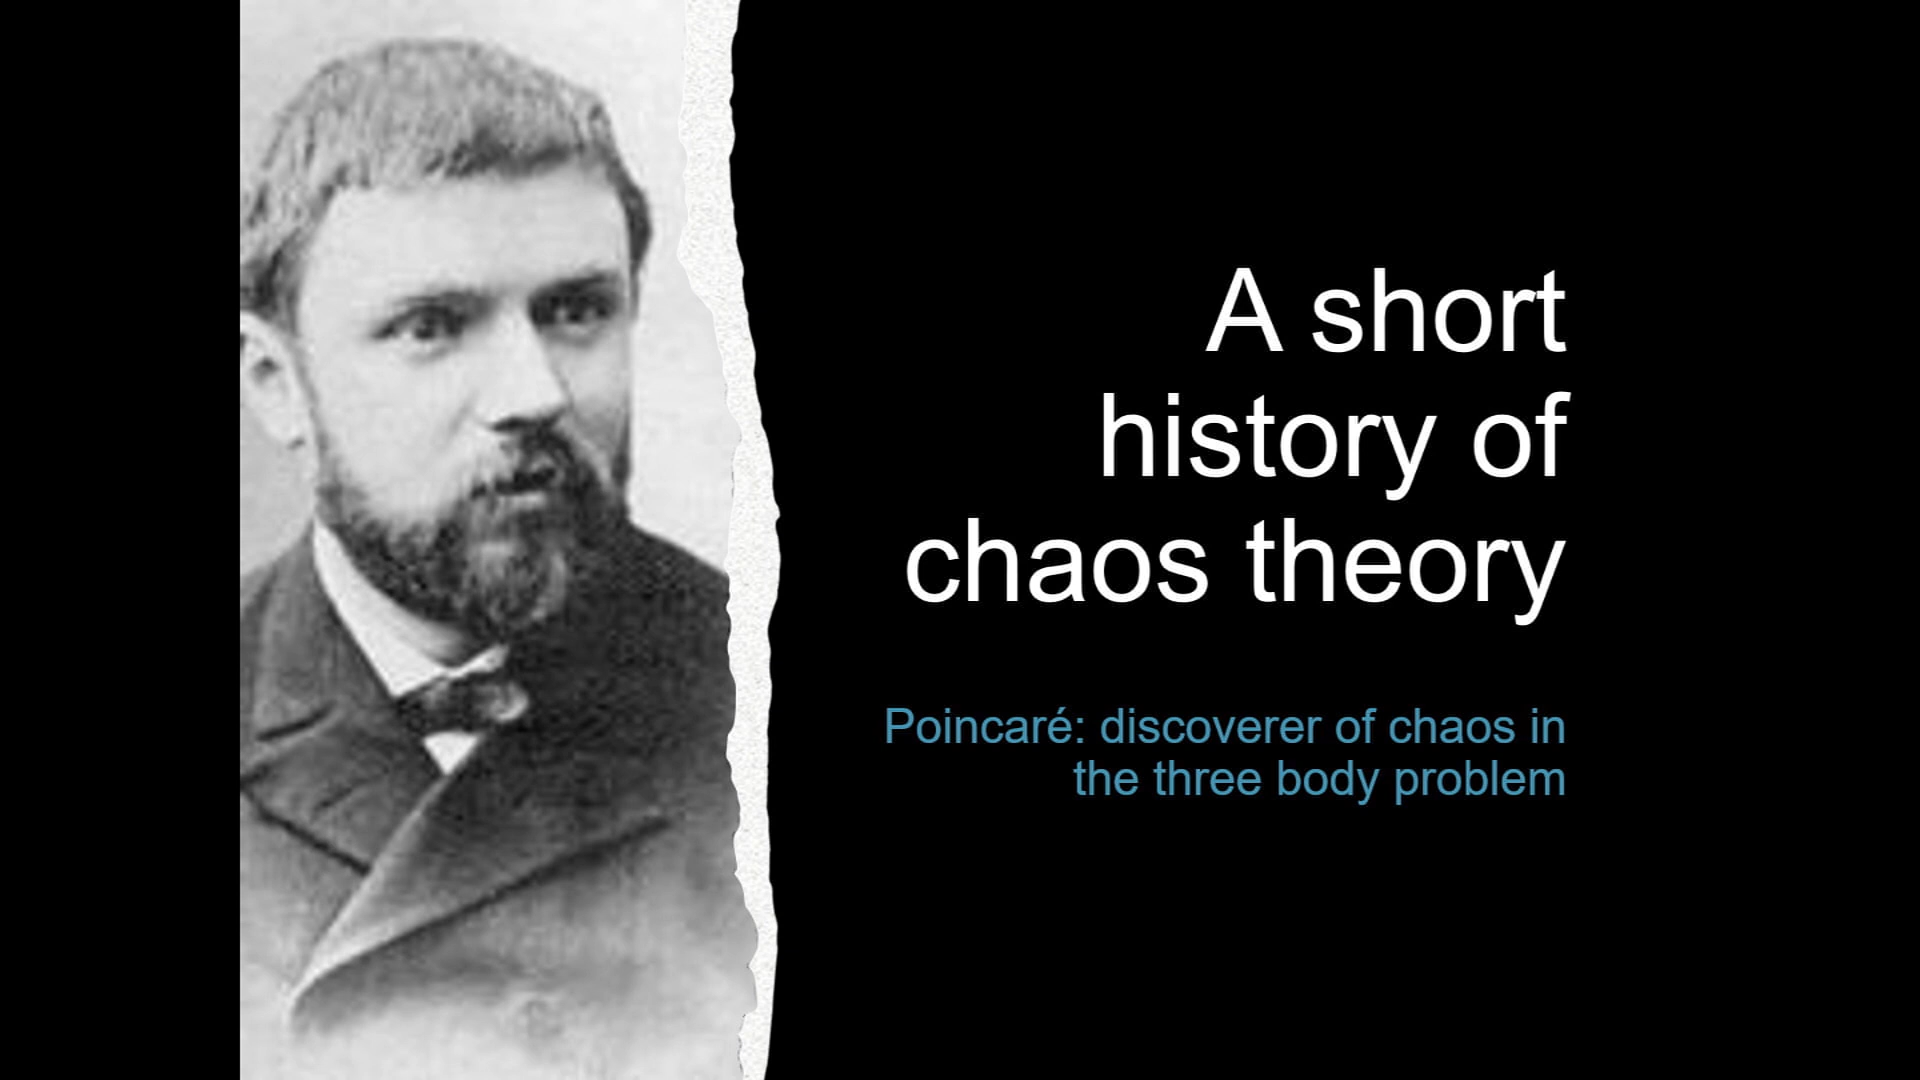 A short
history of
chaos theory
Poincaré: discoverer of chaos in
the three body problem